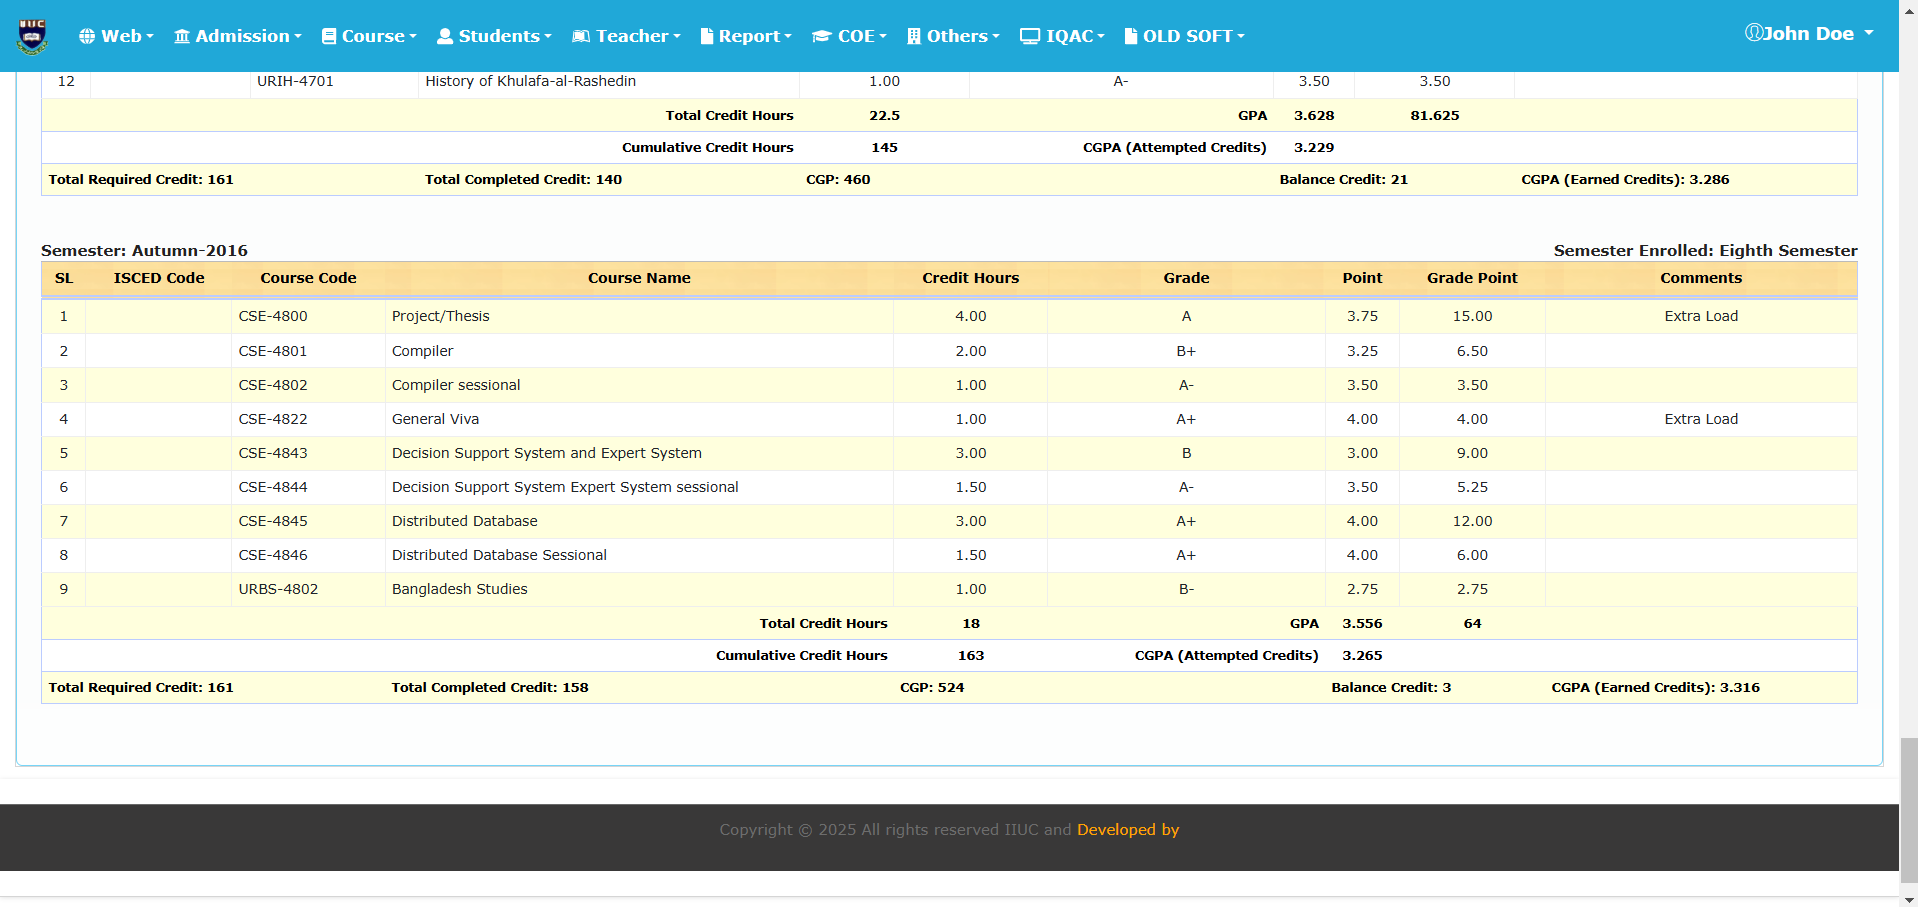 IIUC Web Admission Course Students Teacher Report COE Others IQAC OLD SOFT John Doe
12 URIH-4701 History of Khulafa-al-Rashedin 1.00 A- 3.50 3.50
Total Credit Hours 22.5 GPA 3.628 81.625
Cumulative Credit Hours 145 CGPA (Attempted Credits) 3.229
Total Required Credit: 161 Total Completed Credit: 140 CGP: 460 Balance Credit: 21 CGPA (Earned Credits): 3.286
Semester: Autumn-2016 Semester Enrolled: Eighth Semester
SL ISCED Code Course Code Course Name Credit Hours Grade Point Grade Point Comments
1 CSE-4800 Project/Thesis 4.00 A 3.75 15.00 Extra Load
2 CSE-4801 Compiler 2.00 B+ 3.25 6.50
3 CSE-4802 Compiler sessional 1.00 A- 3.50 3.50
4 CSE-4822 General Viva 1.00 A+ 4.00 4.00 Extra Load
5 CSE-4843 Decision Support System and Expert System 3.00 B 3.00 9.00
6 CSE-4844 Decision Support System Expert System sessional 1.50 A- 3.50 5.25
7 CSE-4845 Distributed Database 3.00 A+ 4.00 12.00
8 CSE-4846 Distributed Database Sessional 1.50 A+ 4.00 6.00
9 URBS-4802 Bangladesh Studies 1.00 B- 2.75 2.75
Total Credit Hours 18 GPA 3.556 64
Cumulative Credit Hours 163 CGPA (Attempted Credits) 3.265
Total Required Credit: 161 Total Completed Credit: 158 CGP: 524 Balance Credit: 3 CGPA (Earned Credits): 3.316
Copyright © 2025 All rights reserved IIUC and Developed by